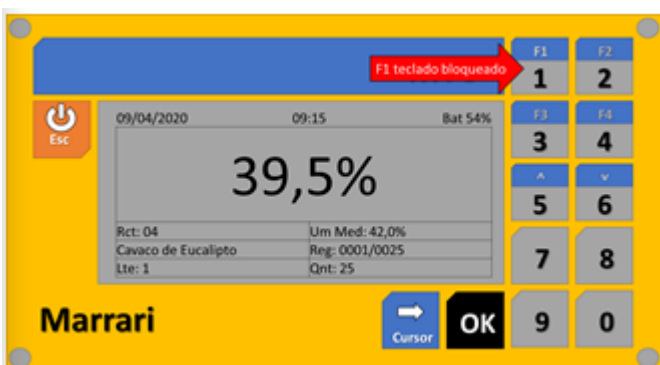 F1 teclado bloqueado
F1
1
F2
2
Esc
09/04/2020 09:15 Bat 54%
39,5%
Rct: 04 Um Med: 42,0%
Cavaco de Eucalipto Reg: 0001/0025
Lte: 1 Qnt: 25
F3
3
F4
4
^
5
v
6
7
8
Marrari
Cursor
OK
9
0